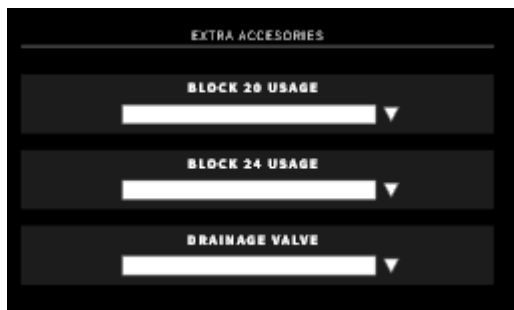 EXTRA ACCESORIES
BLOCK 20 USAGE
BLOCK 24 USAGE
DRAINAGE VALVE